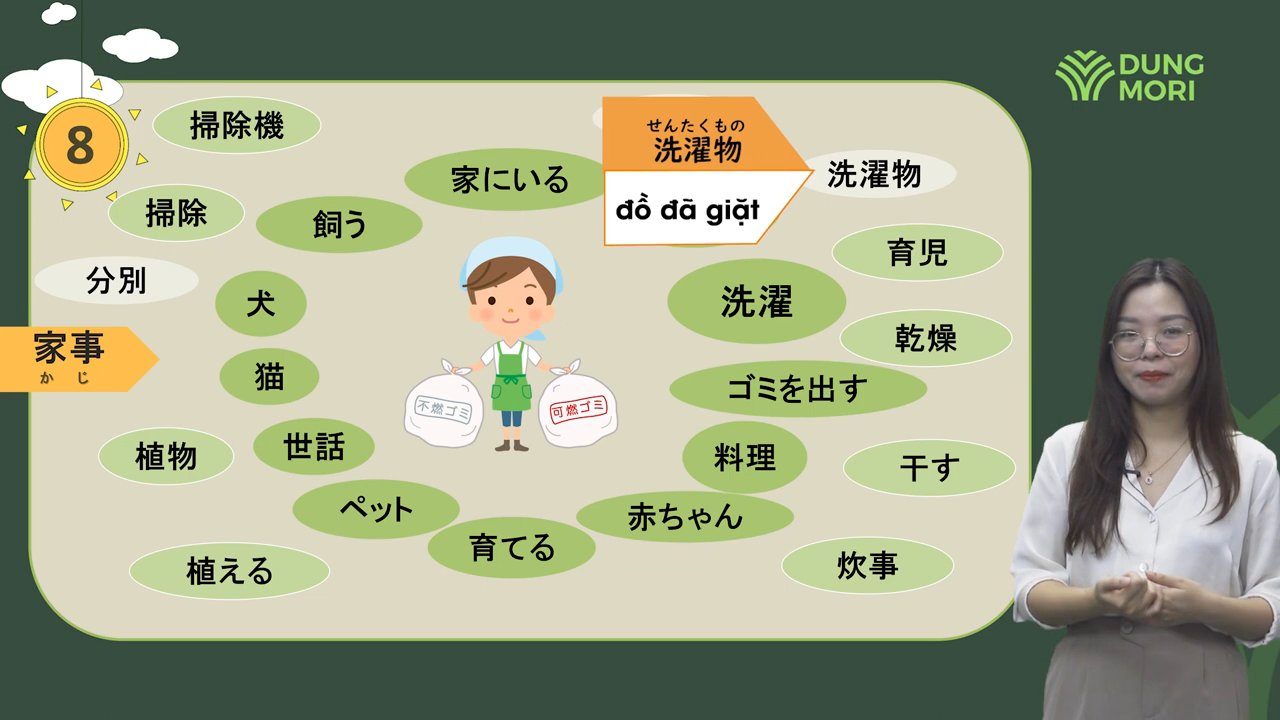 DUNG
MORI
8
掃除機
せんたくもの
洗濯物
đồ đã giặt
家にいる
洗濯物
掃除
飼う
育児
分別
犬
洗濯
家事
かじ
乾燥
猫
ゴミを出す
不燃ゴミ
可燃ゴミ
植物
世話
料理
干す
ペット
赤ちゃん
育てる
植える
炊事